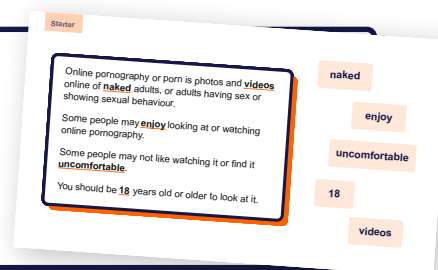 Starter
Online pornography or porn is photos and videos
online of naked adults, or adults having sex or
showing sexual behaviour.
Some people may enjoy looking at or watching
online pornography.
Some people may not like watching it or find it
uncomfortable.
You should be 18 years old or older to look at it.
naked
enjoy
uncomfortable
18
videos